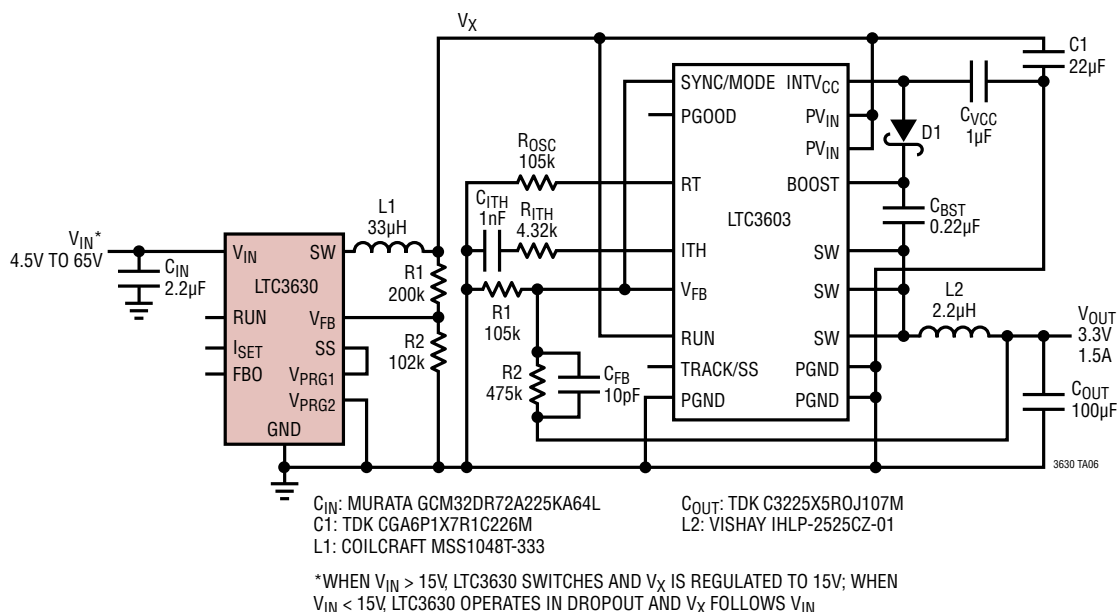 VX
C1
22µF
SYNC/MODE
INTVCC
PGOOD
PVIN
CVCC
1µF
D1
PVIN
ROSC
105k
RT
BOOST
LTC3603
CITH
1nF
RITH
4.32k
CBST
0.22µF
L1
33µH
VIN*
4.5V TO 65V
CIN
2.2µF
VIN
SW
LTC3630
R1
200k
ITH
SW
RUN
VFB
R1
105k
VFB
SW
L2
2.2µH
ISET
SS
R2
102k
RUN
SW
VOUT
3.3V
1.5A
FBO
VPRG1
R2
475k
CFB
10pF
TRACK/SS
PGND
VPRG2
PGND
PGND
COUT
100µF
GND
3630 TA06
CIN: MURATA GCM32DR72A225KA64L
C1: TDK CGA6P1X7R1C226M
L1: COILCRAFT MSS1048T-333
COUT: TDK C3225X5ROJ107M
L2: VISHAY IHLP-2525CZ-01
*WHEN VIN > 15V, LTC3630 SWITCHES AND VX IS REGULATED TO 15V; WHEN
VIN < 15V, LTC3630 OPERATES IN DROPOUT AND VX FOLLOWS VIN